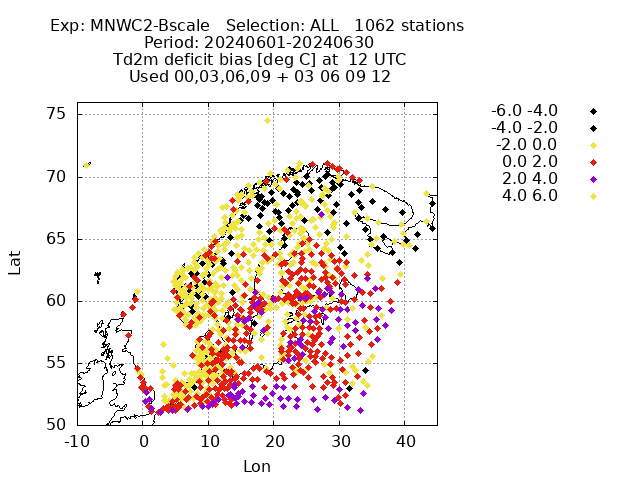 Exp: MNWC2-Bscale   Selection: ALL   1062 stations
Period: 20240601-20240630
Td2m deficit bias [deg C] at  12 UTC
Used 00,03,06,09 + 03 06 09 12
-6.0 -4.0
-4.0 -2.0
-2.0 0.0
0.0 2.0
2.0 4.0
4.0 6.0
75
70
65
60
55
50
Lat
-10 0 10 20 30 40
Lon